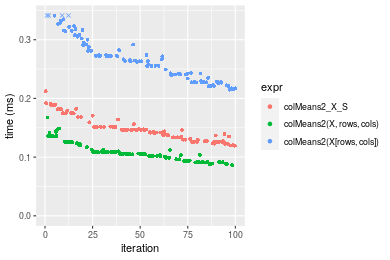 time (ms)
0.3
0.2
0.1
0.0
0
25
50
75
100
iteration
expr
colMeans2_X_S
colMeans2(X, rows, cols)
colMeans2(X[rows, cols])